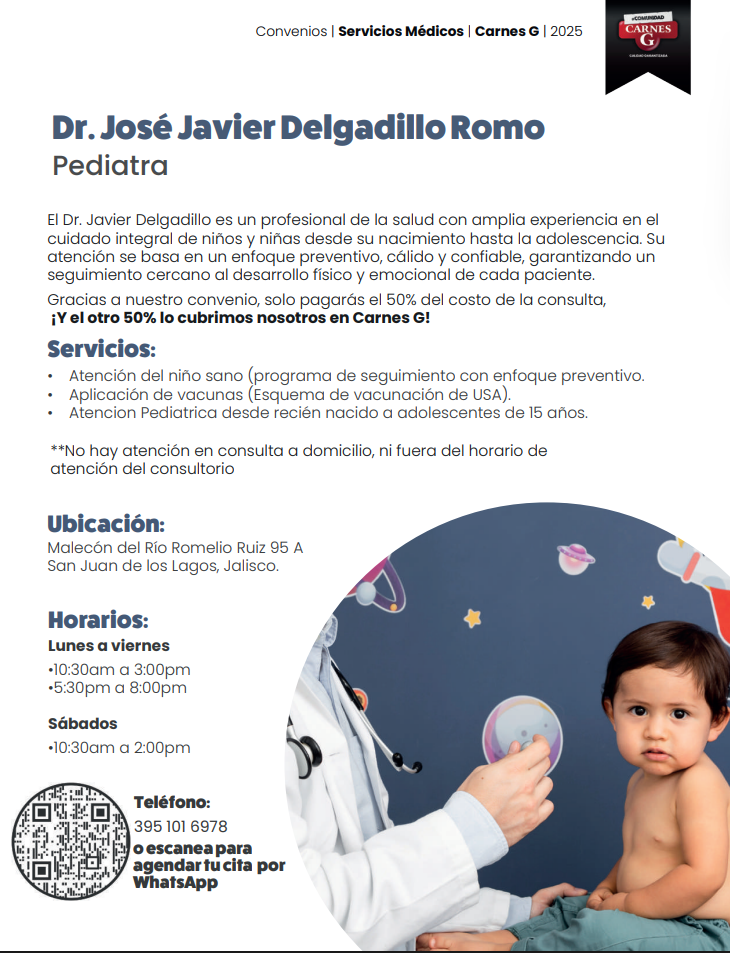 Convenios | Servicios Médicos | Carnes G | 2025
#COMUNIDAD
CARNES
G
CALIDAD GARANTIZADA
Dr. José Javier Delgadillo Romo
Pediatra
El Dr. Javier Delgadillo es un profesional de la salud con amplia experiencia en el
cuidado integral de niños y niñas desde su nacimiento hasta la adolescencia. Su
atención se basa en un enfoque preventivo, cálido y confiable, garantizando un
seguimiento cercano al desarrollo físico y emocional de cada paciente.
Gracias a nuestro convenio, solo pagarás el 50% del costo de la consulta,
¡Y el otro 50% lo cubrimos nosotros en Carnes G!
Servicios:
• Atención del niño sano (programa de seguimiento con enfoque preventivo.
• Aplicación de vacunas (Esquema de vacunación de USA).
• Atencion Pediatrica desde recién nacido a adolescentes de 15 años.
**No hay atención en consulta a domicilio, ni fuera del horario de
atención del consultorio
Ubicación:
Malecón del Río Romelio Ruiz 95 A
San Juan de los Lagos, Jalisco.
Horarios:
Lunes a viernes
•10:30am a 3:00pm
•5:30pm a 8:00pm
Sábados
•10:30am a 2:00pm
Teléfono:
395 101 6978
o escanea para
agendar tu cita por
WhatsApp